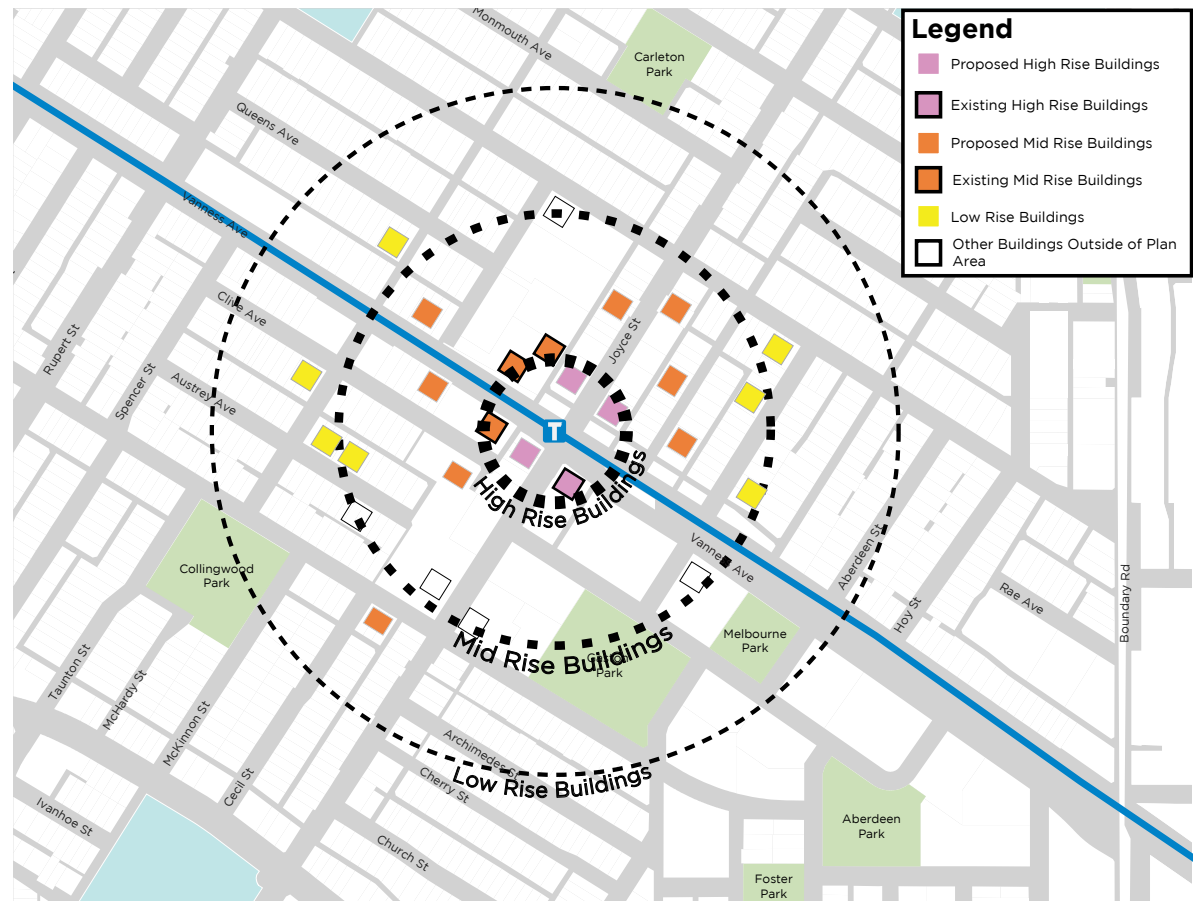 Legend
Proposed High Rise Buildings
Existing High Rise Buildings
Proposed Mid Rise Buildings
Existing Mid Rise Buildings
Low Rise Buildings
Other Buildings Outside of Plan
Area
Monmouth Ave
Carleton
Park
Queens Ave
Vanness Ave
Clive Ave
Joyce St
Rupert St
Spencer St
Austrey Ave
T
High Rise Buildings
Vanness Ave
Aberdeen St
Collingwood
Park
Rae Ave
Hoy St
Boundary Rd
Melbourne
Park
Mid Rise Buildings
Gaston
Park
Taunton St
McHardy St
McKinnon St
Archimedes St
Low Rise Buildings
Cherry St
Cecil St
Ivanhoe St
Church St
Aberdeen
Park
Foster
Park